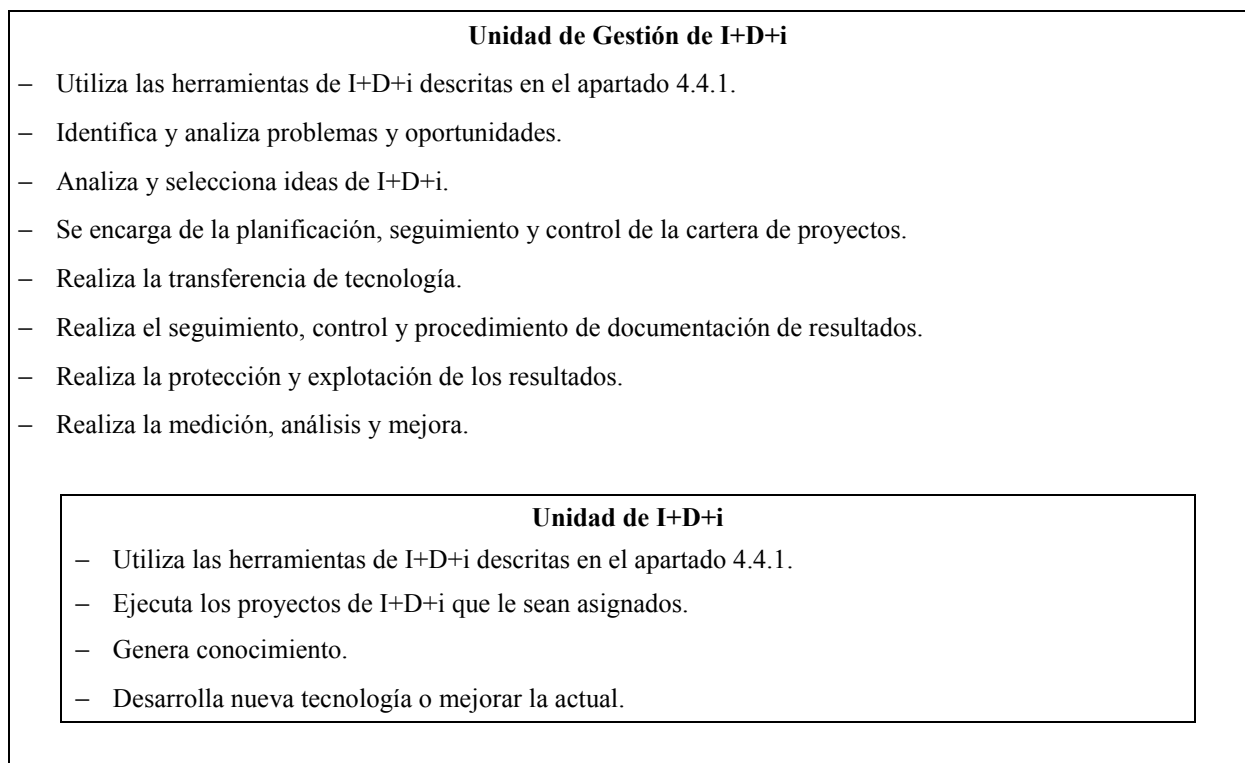 Unidad de Gestión de I+D+i
– Utiliza las herramientas de I+D+i descritas en el apartado 4.4.1.
– Identifica y analiza problemas y oportunidades.
– Analiza y selecciona ideas de I+D+i.
– Se encarga de la planificación, seguimiento y control de la cartera de proyectos.
– Realiza la transferencia de tecnología.
– Realiza el seguimiento, control y procedimiento de documentación de resultados.
– Realiza la protección y explotación de los resultados.
– Realiza la medición, análisis y mejora.
Unidad de I+D+i
– Utiliza las herramientas de I+D+i descritas en el apartado 4.4.1.
– Ejecuta los proyectos de I+D+i que le sean asignados.
– Genera conocimiento.
– Desarrolla nueva tecnología o mejorar la actual.